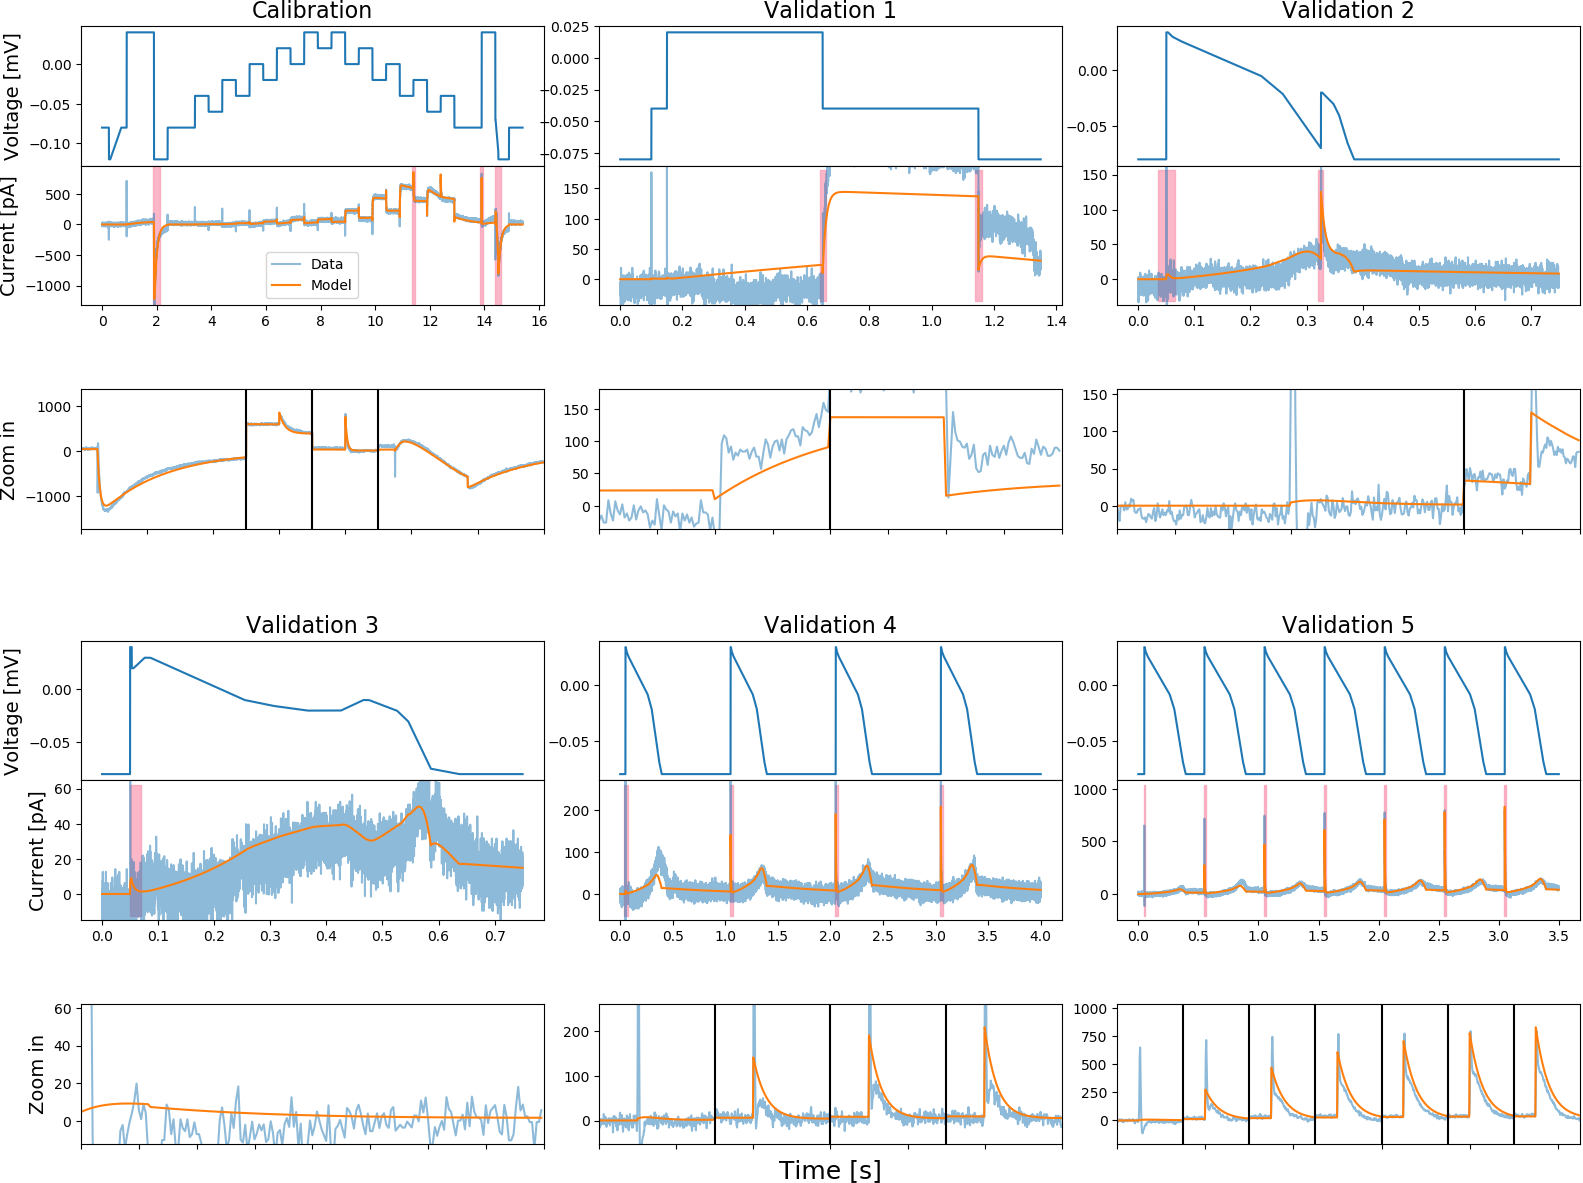 Calibration
Validation 1
Validation 2
Voltage [mV]
0.00
−0.05
−0.10
0.025
0.000
−0.025
−0.050
−0.075
0.00
−0.05
Current [pA]
500
0
−500
−1000
Data
Model
150
100
50
0
150
100
50
0
0 2 4 6 8 10 12 14 16
0.0 0.2 0.4 0.6 0.8 1.0 1.2 1.4
0.0 0.1 0.2 0.3 0.4 0.5 0.6 0.7
Zoom in
1000
0
−1000
150
100
50
0
150
100
50
0
Validation 3
Validation 4
Validation 5
Voltage [mV]
0.00
−0.05
0.00
−0.05
0.00
−0.05
Current [pA]
60
40
20
0
200
100
0
1000
500
0
0.0 0.1 0.2 0.3 0.4 0.5 0.6 0.7
0.0 0.5 1.0 1.5 2.0 2.5 3.0 3.5 4.0
0.0 0.5 1.0 1.5 2.0 2.5 3.0 3.5
Zoom in
60
40
20
0
200
100
0
1000
750
500
250
0
Time [s]